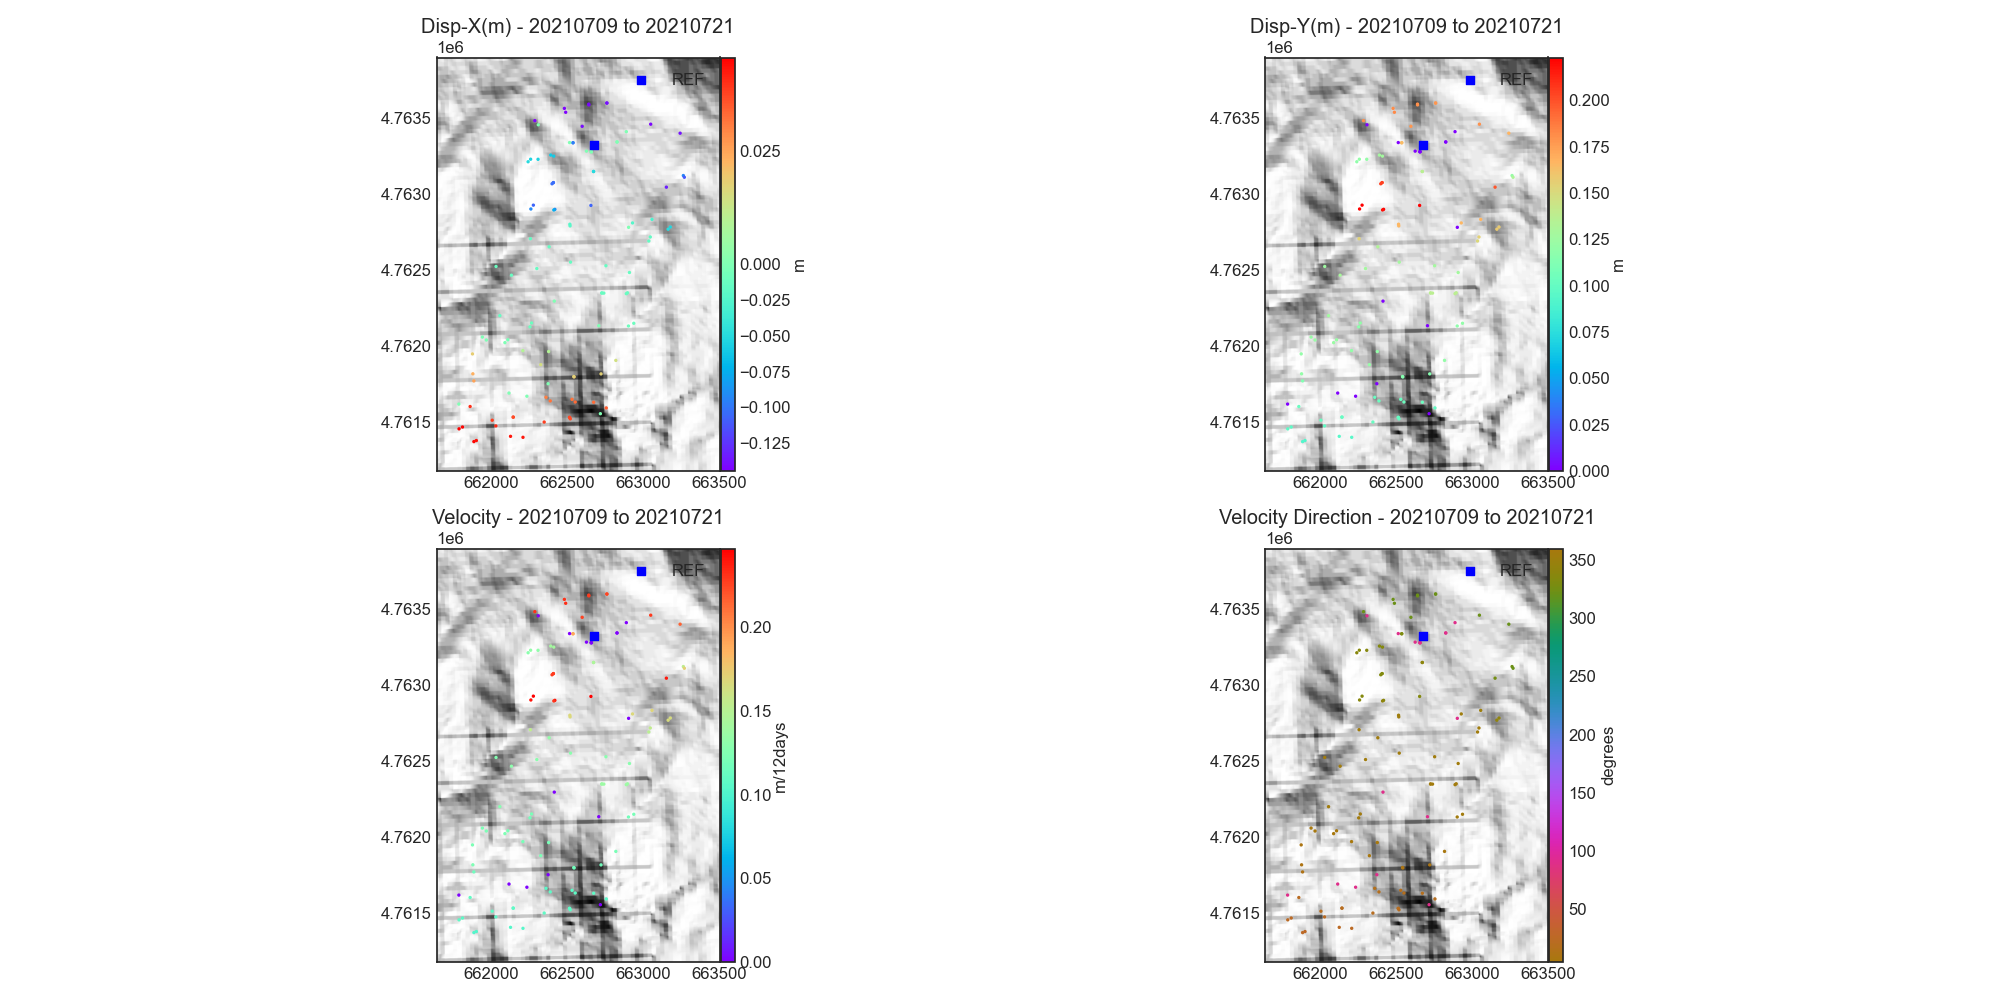 Disp-X(m) - 20210709 to 20210721
1e6
REF
4.7635
4.7630
4.7625
4.7620
4.7615
662000 662500 663000 663500
0.025
0.000
−0.025
−0.050
−0.075
−0.100
−0.125
m
Disp-Y(m) - 20210709 to 20210721
1e6
REF
4.7635
4.7630
4.7625
4.7620
4.7615
662000 662500 663000 663500
0.200
0.175
0.150
0.125
0.100
0.075
0.050
0.025
0.000
m
Velocity - 20210709 to 20210721
1e6
REF
4.7635
4.7630
4.7625
4.7620
4.7615
662000 662500 663000 663500
0.20
0.15
0.10
0.05
0.00
m/12days
Velocity Direction - 20210709 to 20210721
1e6
REF
4.7635
4.7630
4.7625
4.7620
4.7615
662000 662500 663000 663500
350
300
250
200
150
100
50
degrees